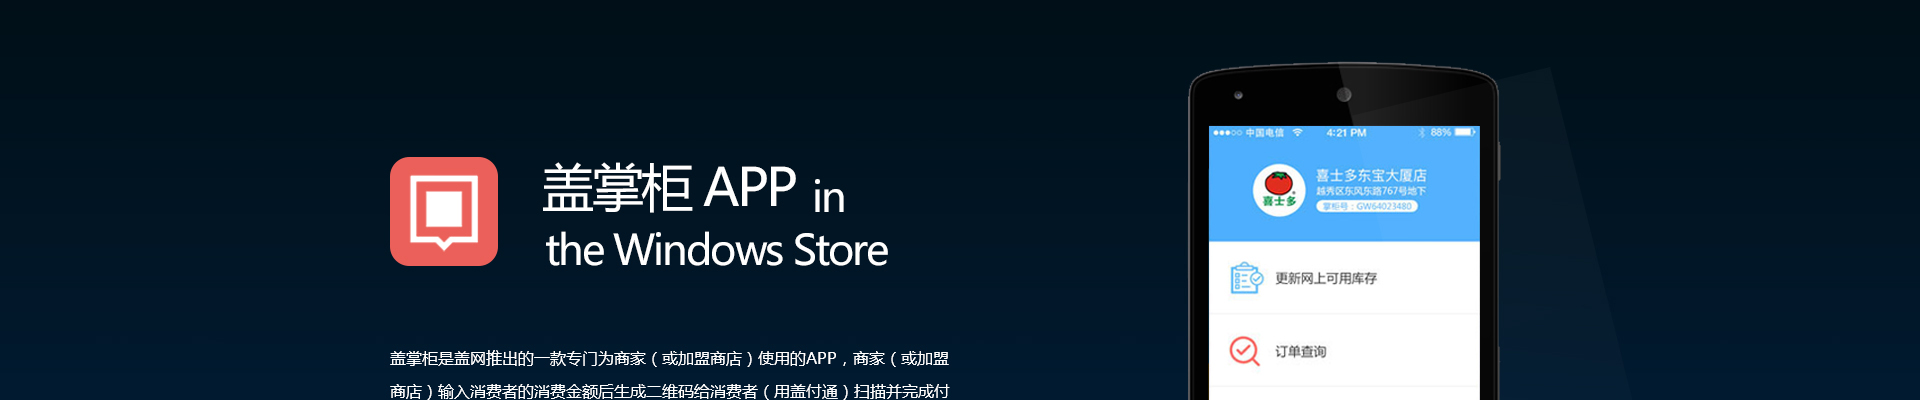 盖掌柜 APP in
the Windows Store
盖掌柜是盖网推出的一款专门为商家（或加盟商店）使用的APP，商家（或加盟
商店）输入消费者的消费金额后生成二维码给消费者（用盖付通）扫描并完成付
中国电信 4:21 PM 88%
喜士多
喜士多东宝大厦店
越秀区东风东路767号地下
掌柜号：GW64023480
更新网上可用库存
订单查询